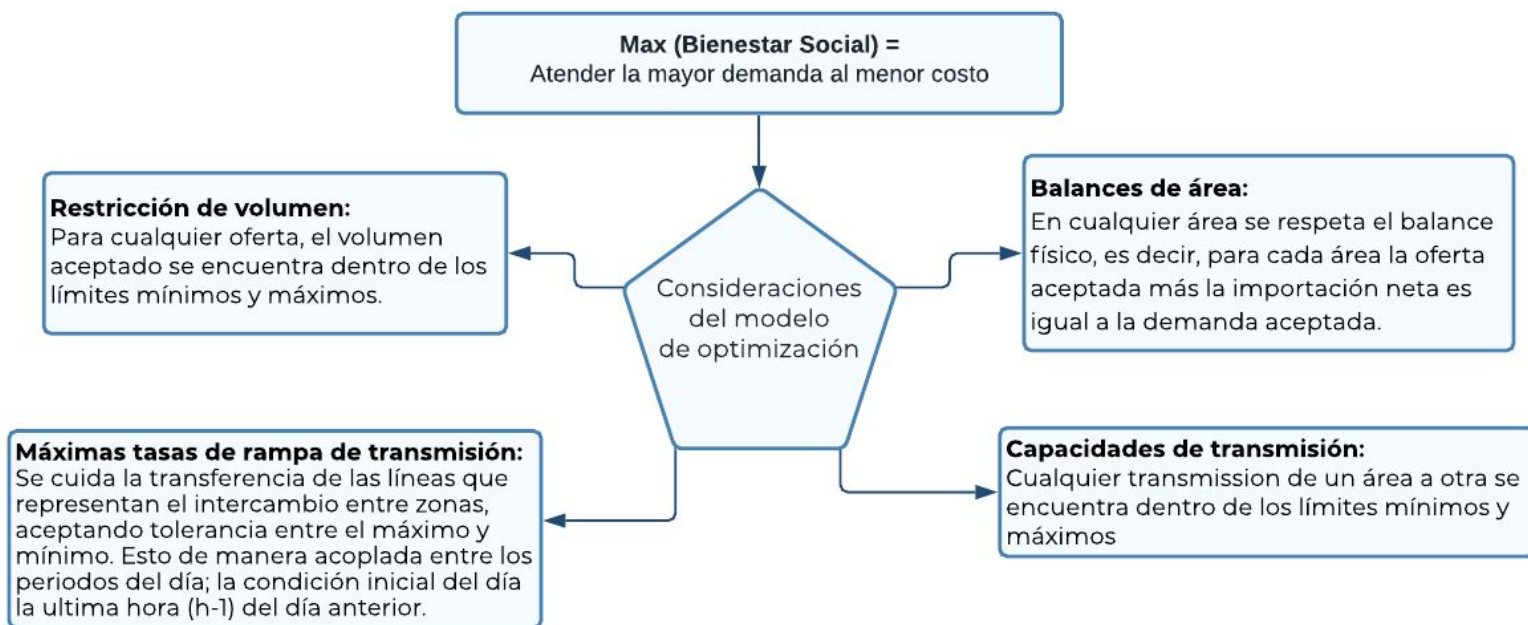 Max (Bienestar Social) =
Atender la mayor demanda al menor costo
Restricción de volumen:
Para cualquier oferta, el volumen
aceptado se encuentra dentro de los
límites mínimos y máximos.
Balances de área:
En cualquier área se respeta el balance
físico, es decir, para cada área la oferta
aceptada más la importación neta es
igual a la demanda aceptada.
Consideraciones
del modelo
de optimización
Máximas tasas de rampa de transmisión:
Se cuida la transferencia de las líneas que
representan el intercambio entre zonas,
aceptando tolerancia entre el máximo y
mínimo. Esto de manera acoplada entre los
periodos del día; la condición inicial del día
la ultima hora (h-1) del día anterior.
Capacidades de transmisión:
Cualquier transmission de un área a otra se
encuentra dentro de los límites mínimos y
máximos